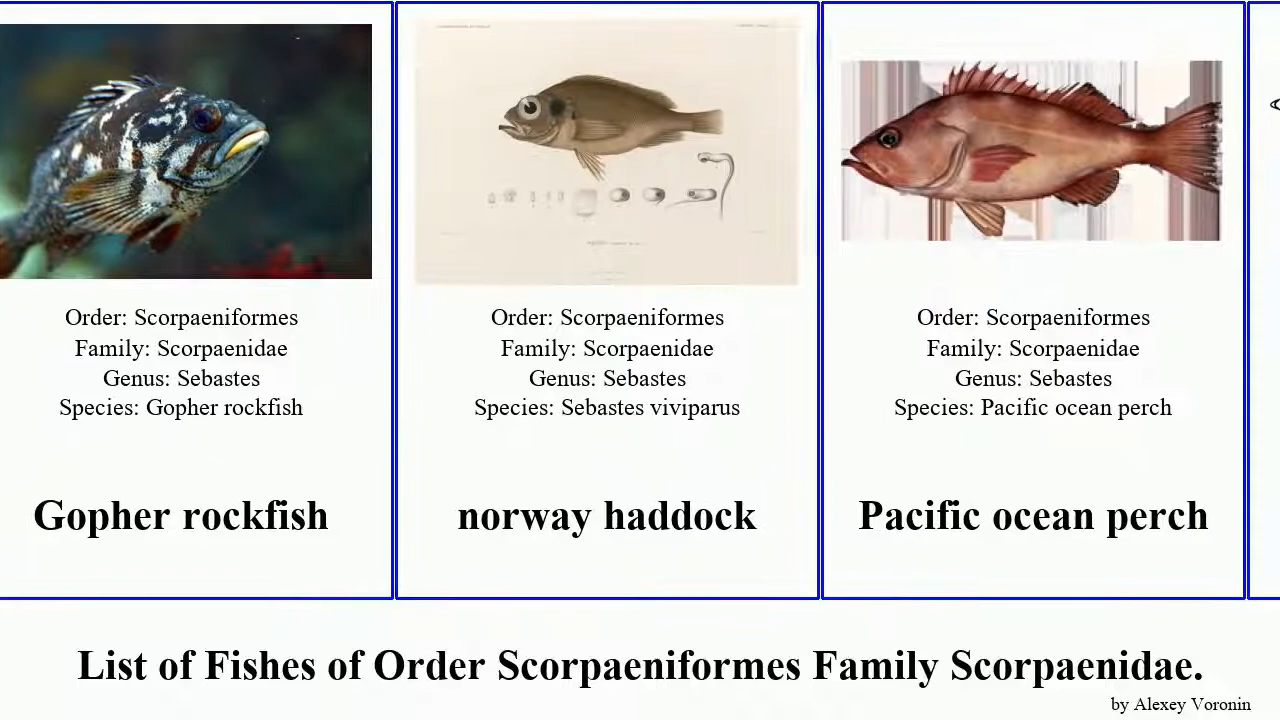 Order: Scorpaeniformes
Family: Scorpaenidae
Genus: Sebastes
Species: Gopher rockfish
Gopher rockfish
Order: Scorpaeniformes
Family: Scorpaenidae
Genus: Sebastes
Species: Sebastes viviparus
norway haddock
Order: Scorpaeniformes
Family: Scorpaenidae
Genus: Sebastes
Species: Pacific ocean perch
Pacific ocean perch
List of Fishes of Order Scorpaeniformes Family Scorpaenidae.
by Alexey Voronin